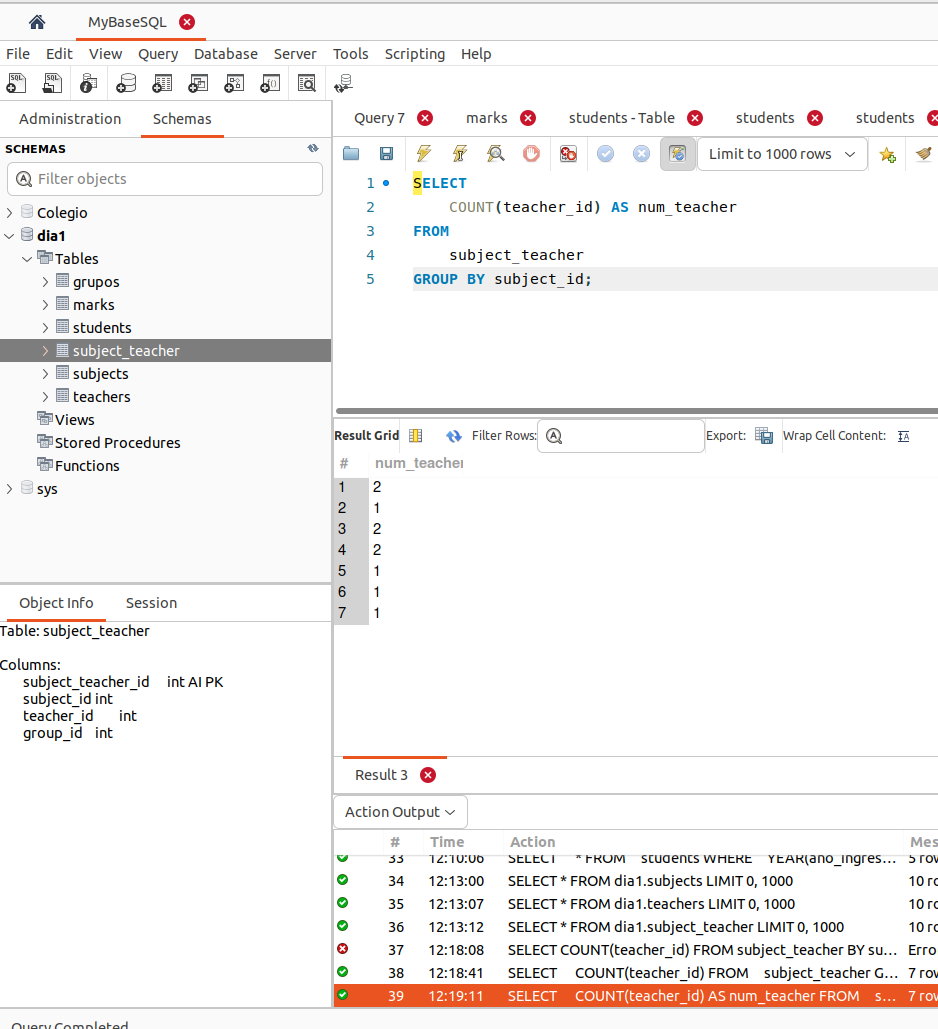 MyBaseSQL
File Edit View Query Database Server Tools Scripting Help
Administration Schemas
SCHEMAS
Filter objects
Colegio
dia1
Tables
grupos
marks
students
subject_teacher
subjects
teachers
Views
Stored Procedures
Functions
sys
Object Info Session
Table: subject_teacher
Columns:
subject_teacher_id int AI PK
subject_id int
teacher_id int
group_id int
Query Completed
Query 7 marks students - Table students students
Limit to 1000 rows
1 SELECT
2 COUNT(teacher_id) AS num_teacher
3 FROM
4 subject_teacher
5 GROUP BY subject_id;
Result Grid Filter Rows: Export: Wrap Cell Content:
# num_teacher
1 2
2 1
3 2
4 2
5 1
6 1
7 1
Result 3
Action Output
# Time Action Mes
33 12:10:06 SELECT * FROM students WHERE YEAR(ano_ingres... 5 row
34 12:13:00 SELECT * FROM dia1.subjects LIMIT 0, 1000 10 ro
35 12:13:07 SELECT * FROM dia1.teachers LIMIT 0, 1000 10 ro
36 12:13:12 SELECT * FROM dia1.subject_teacher LIMIT 0, 1000 10 ro
37 12:18:08 SELECT COUNT(teacher_id) FROM subject_teacher BY su... Erro
38 12:18:41 SELECT COUNT(teacher_id) FROM subject_teacher G... 7 row
39 12:19:11 SELECT COUNT(teacher_id) AS num_teacher FROM s... 7 row